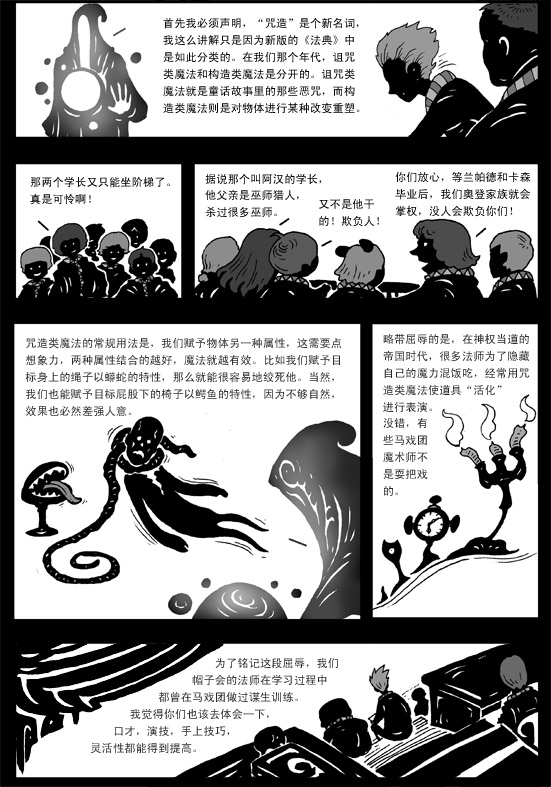 首先我必须声明，“咒造”是个新名词，
我这么讲解只是因为新版的《法典》中
是如此分类的。在我们那个年代，诅咒
类魔法和构造类魔法是分开的。诅咒类
魔法就是童话故事里的那些恶咒，而构
造类魔法则是对物体进行某种改变重塑。
那两个学长又只能坐阶梯了。
真是可怜啊！
据说那个叫阿汉的学长，
他父亲是巫师猎人，
杀过很多巫师。
又不是他干
的！欺负人！
你们放心，等兰帕德和卡森
毕业后，我们奥登家族就会
掌权，没人会欺负你们！
咒造类魔法的常规用法是，我们赋予物体另一种属性，这需要点
想象力，两种属性结合的越好，魔法就越有效。比如我们赋予目
标身上的绳子以蟒蛇的特性，那么就能很容易地绞死他。当然，
我们也能赋予目标屁股下的椅子以鳄鱼的特性，因为不够自然，
效果也必然差强人意。
略带屈辱的是，在神权当道的
帝国时代，很多法师为了隐藏
自己的魔力混饭吃，经常用咒
造类魔法使道具“活化”
进行表演。
没错，有
些马戏团
魔术师不
是耍把戏
的。
为了铭记这段屈辱，我们
帽子会的法师在学习过程中
都曾在马戏团做过谋生训练。
我觉得你们也该去体会一下，
口才，演技，手上技巧，
灵活性都能得到提高。